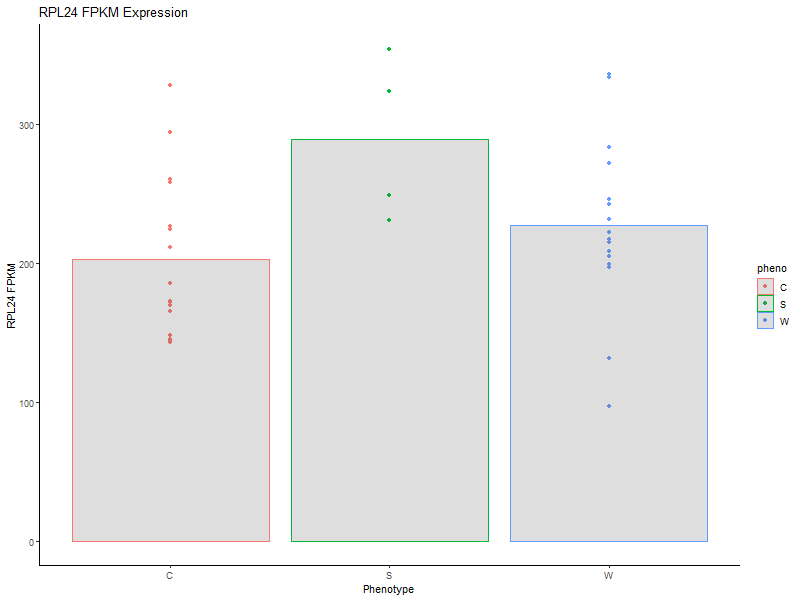 RPL24 FPKM Expression
300
200
100
0
RPL24 FPKM
C
S
W
Phenotype
pheno
C
S
W